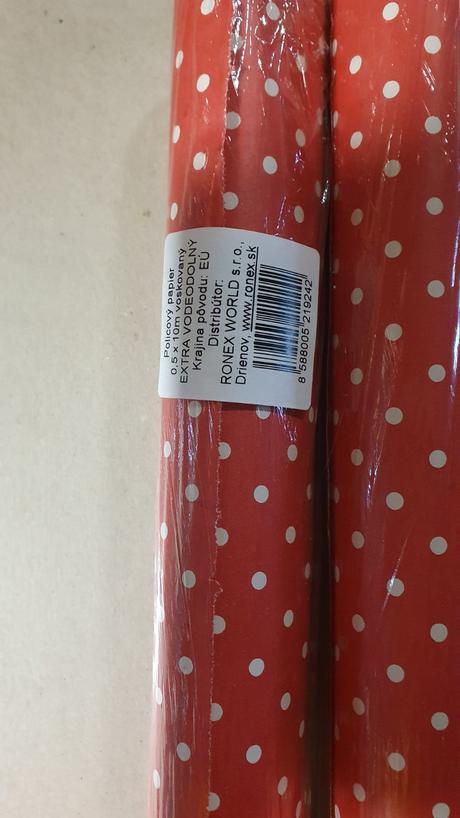 Policový papier
0,5 x 10m voskovaný
EXTRA VODEODOLNÝ
Krajina pôvodu: EÚ
Distribútor:
RONEX WORLD s.r.o.,
Drienov, www.ronex.sk
8 588005 219242